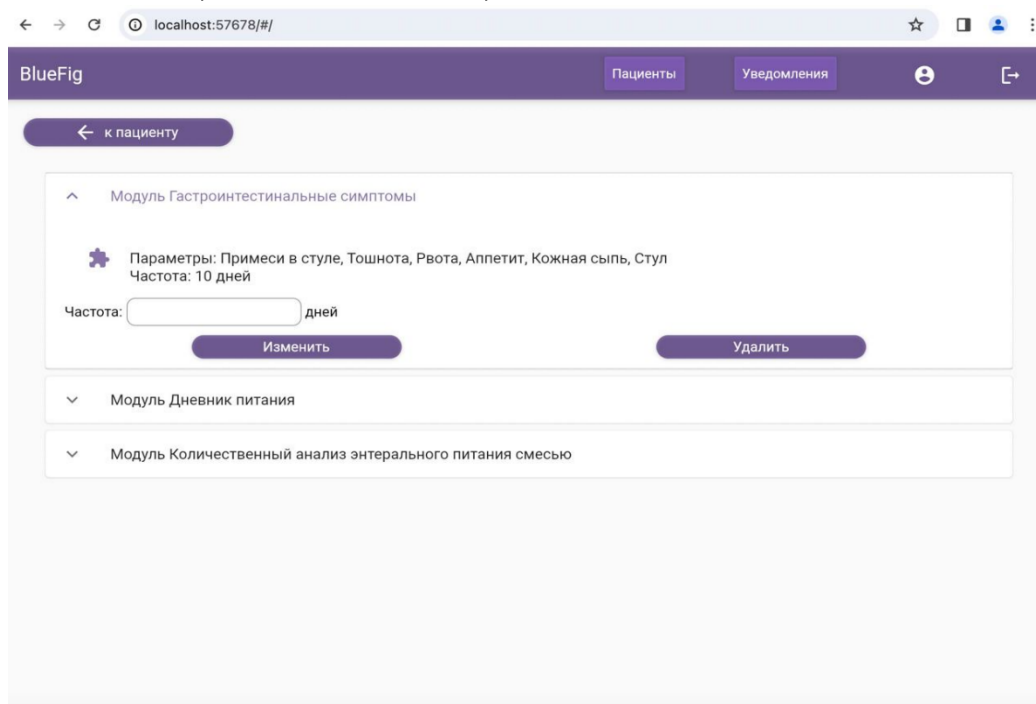 localhost:57678/#/
BlueFig
Пациенты
Уведомления
к пациенту
Модуль Гастроинтестинальные симптомы
Параметры: Примеси в стуле, Тошнота, Рвота, Аппетит, Кожная сыпь, Стул
Частота: 10 дней
Частота: дней
Изменить
Удалить
Модуль Дневник питания
Модуль Количественный анализ энтерального питания смесью